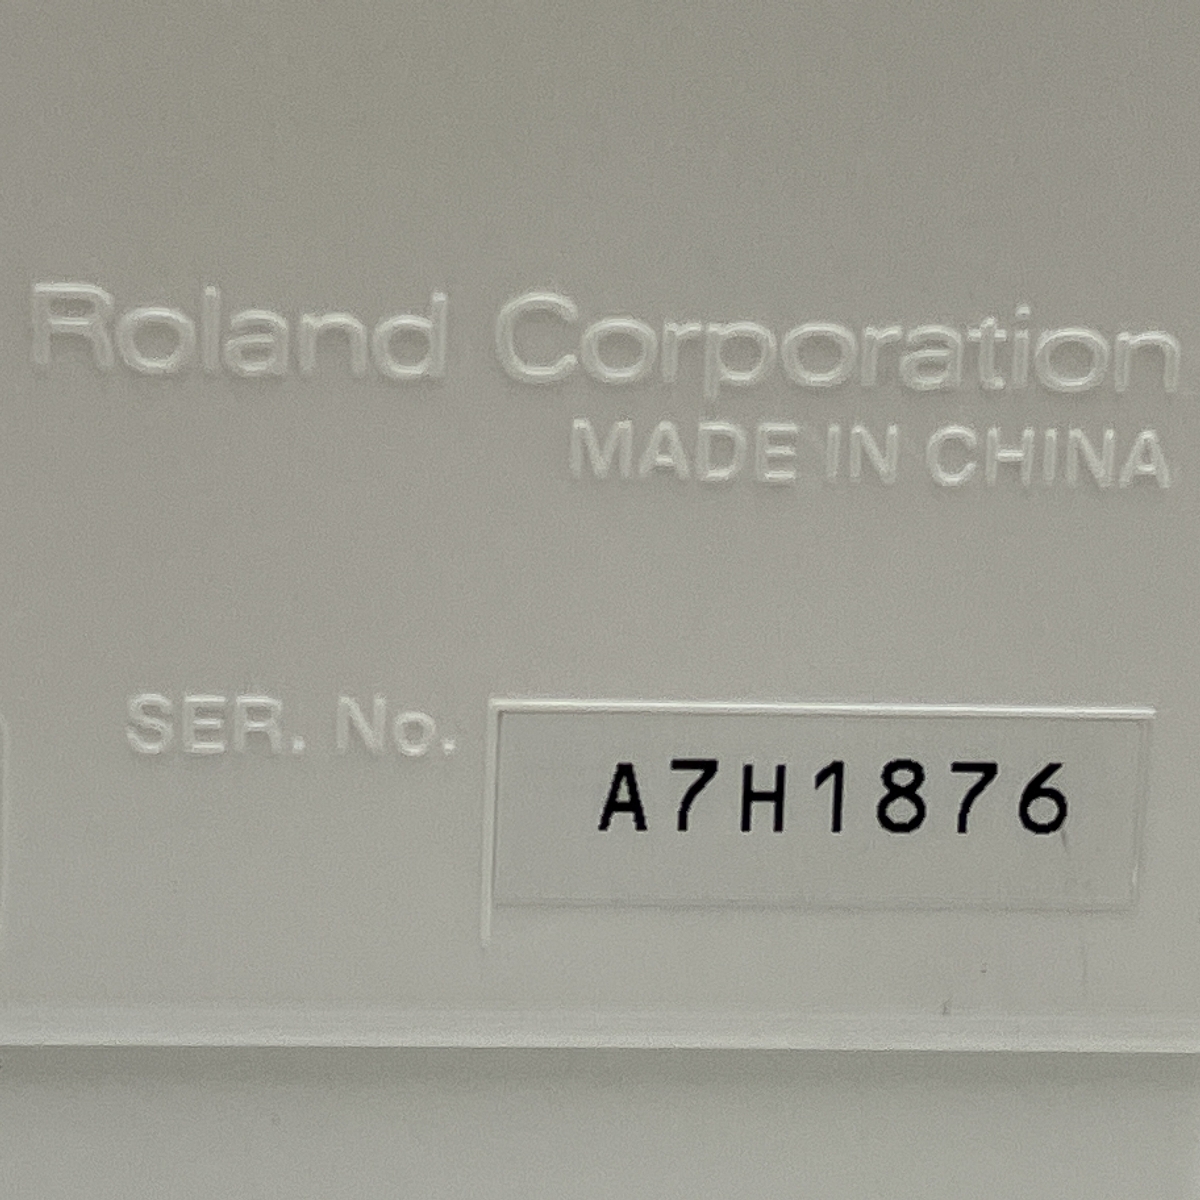 Roland Corporation
MADE IN CHINA
SER. No. A7H1876